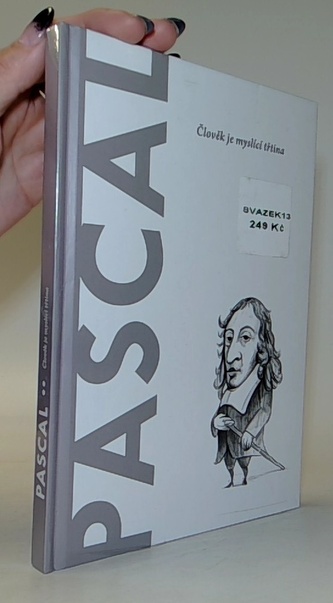 PASCAL
Člověk je myslící třtina
SVAZEK13
249 Kč
PASCAL •• Člověk je myslící třtina